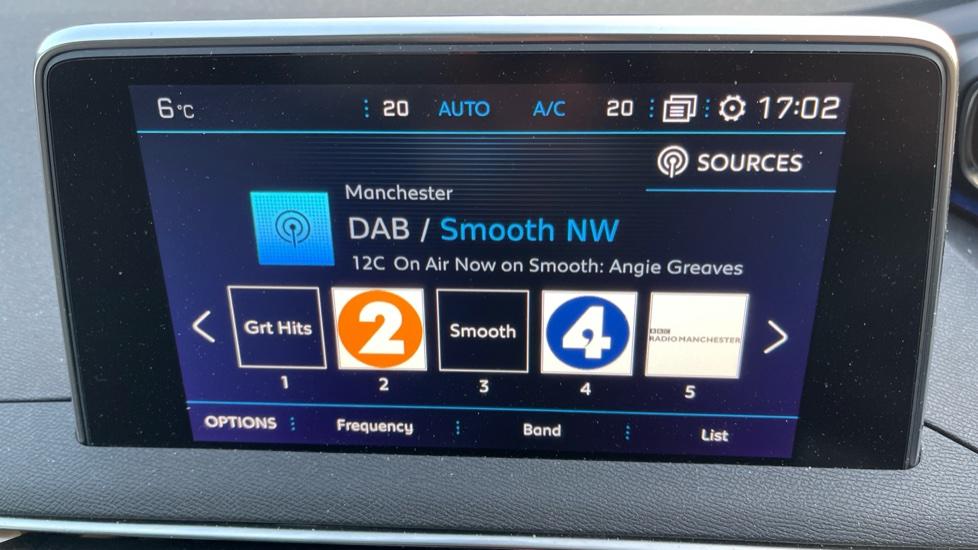 6°C 20 AUTO A/C 20 17:02
SOURCES
Manchester
DAB / Smooth NW
12C On Air Now on Smooth: Angie Greaves
Grt Hits 2 Smooth 4 BBC
RADIO MANCHESTER
1 2 3 4 5
OPTIONS Frequency Band List